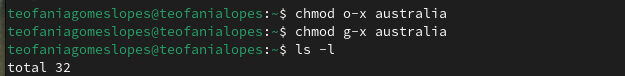 teofaniagomeslopes@teofanialopes:~$ chmod o-x australia
teofaniagomeslopes@teofanialopes:~$ chmod g-x australia
teofaniagomeslopes@teofanialopes:~$ ls -l
total 32